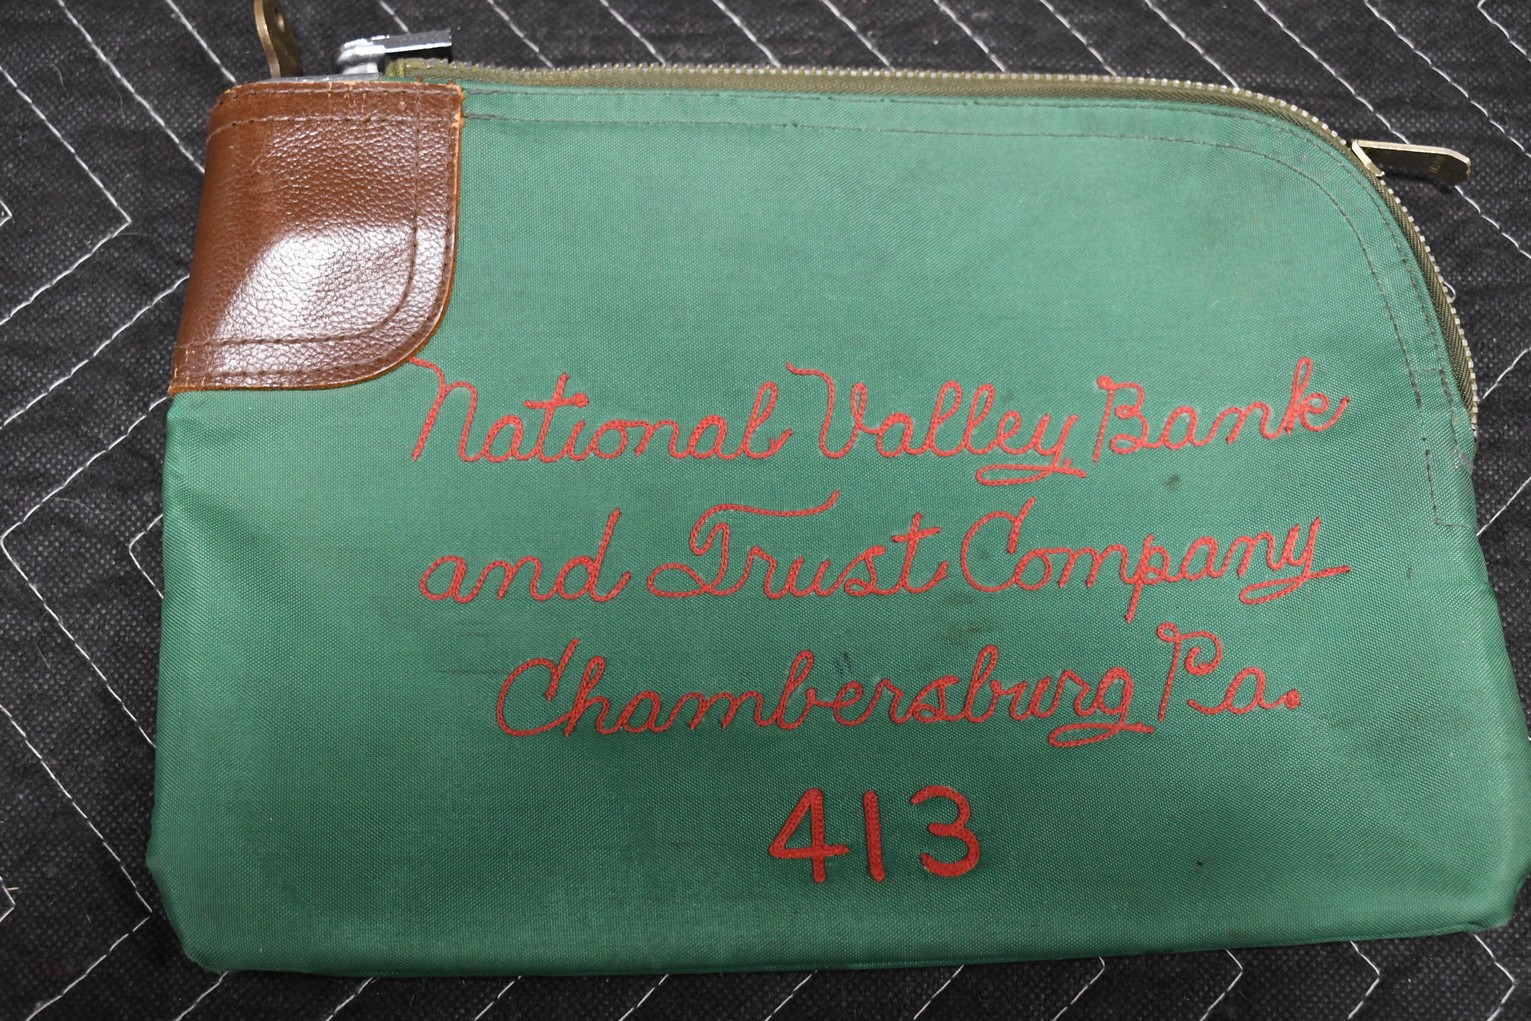 National Valley Bank
and Trust Company
Chambersburg Pa.
413